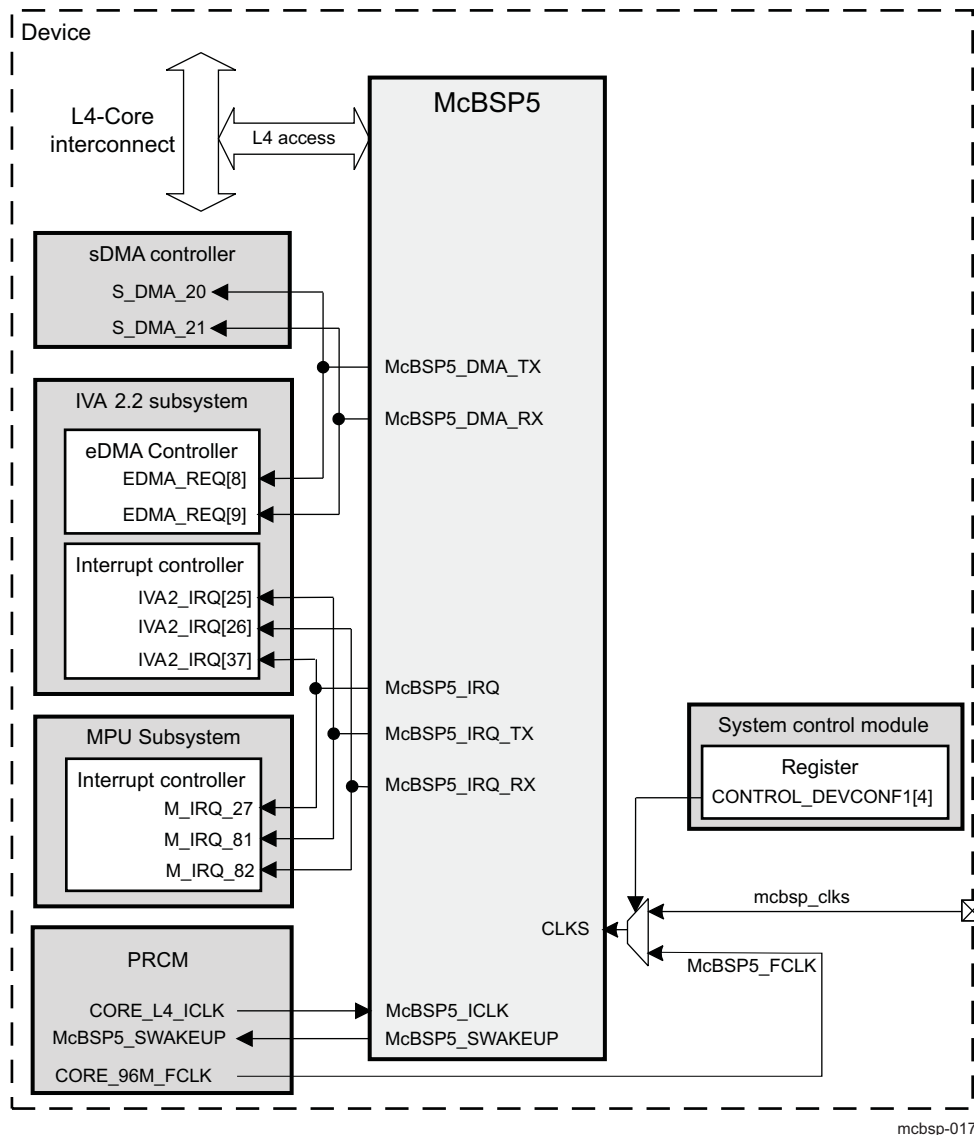 Device
L4-Core
interconnect
L4 access
McBSP5
sDMA controller
S_DMA_20
S_DMA_21
McBSP5_DMA_TX
McBSP5_DMA_RX
IVA 2.2 subsystem
eDMA Controller
EDMA_REQ[8]
EDMA_REQ[9]
Interrupt controller
IVA2_IRQ[25]
IVA2_IRQ[26]
IVA2_IRQ[37]
McBSP5_IRQ
McBSP5_IRQ_TX
McBSP5_IRQ_RX
MPU Subsystem
Interrupt controller
M_IRQ_27
M_IRQ_81
M_IRQ_82
System control module
Register
CONTROL_DEVCONF1[4]
mcbsp_clks
CLKS
McBSP5_FCLK
PRCM
CORE_L4_ICLK
McBSP5_SWAKEUP
CORE_96M_FCLK
McBSP5_ICLK
McBSP5_SWAKEUP
mcbsp-017